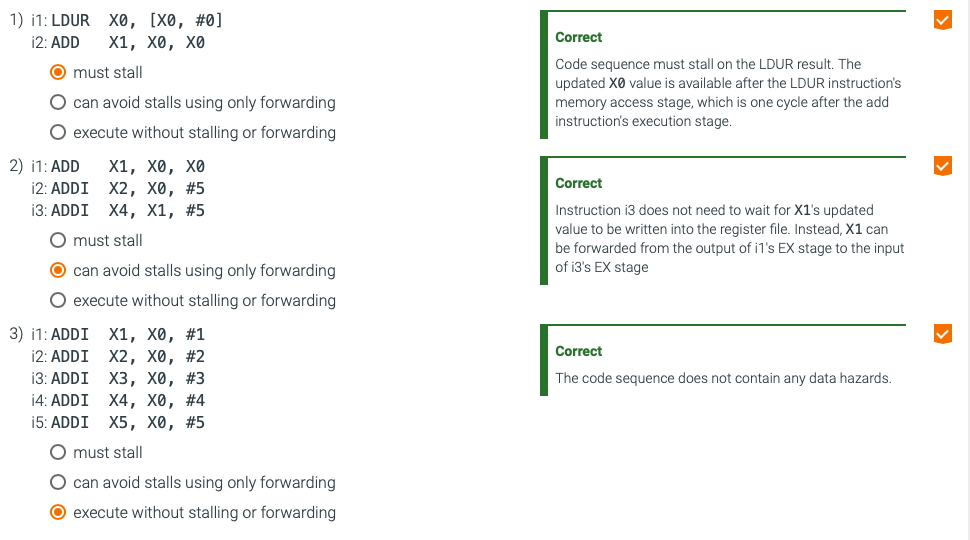 1) i1: LDUR X0, [X0, #0]
i2: ADD X1, X0, X0
must stall
can avoid stalls using only forwarding
execute without stalling or forwarding
Correct
Code sequence must stall on the LDUR result. The
updated X0 value is available after the LDUR instruction's
memory access stage, which is one cycle after the add
instruction's execution stage.
2) i1: ADD X1, X0, X0
i2: ADDI X2, X0, #5
i3: ADDI X4, X1, #5
must stall
can avoid stalls using only forwarding
execute without stalling or forwarding
Correct
Instruction i3 does not need to wait for X1's updated
value to be written into the register file. Instead, X1 can
be forwarded from the output of i1's EX stage to the input
of i3's EX stage
3) i1: ADDI X1, X0, #1
i2: ADDI X2, X0, #2
i3: ADDI X3, X0, #3
i4: ADDI X4, X0, #4
i5: ADDI X5, X0, #5
must stall
can avoid stalls using only forwarding
execute without stalling or forwarding
Correct
The code sequence does not contain any data hazards.